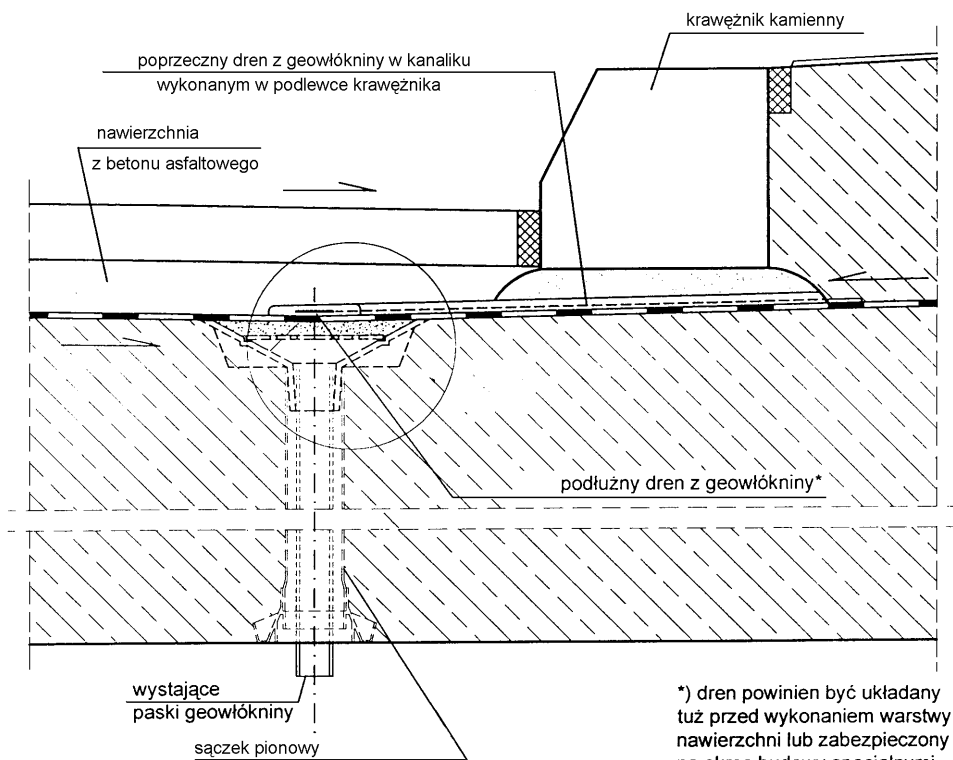 krawężnik kamienny
poprzeczny dren z geowłókniny w kanaliku
wykonanym w podlewce krawężnika
nawierzchnia
z betonu asfaltowego
podłużny dren z geowłókniny*
wystające
paski geowłókniny
sączek pionowy
*) dren powinien być układany
tuż przed wykonaniem warstwy
nawierzchni lub zabezpieczony